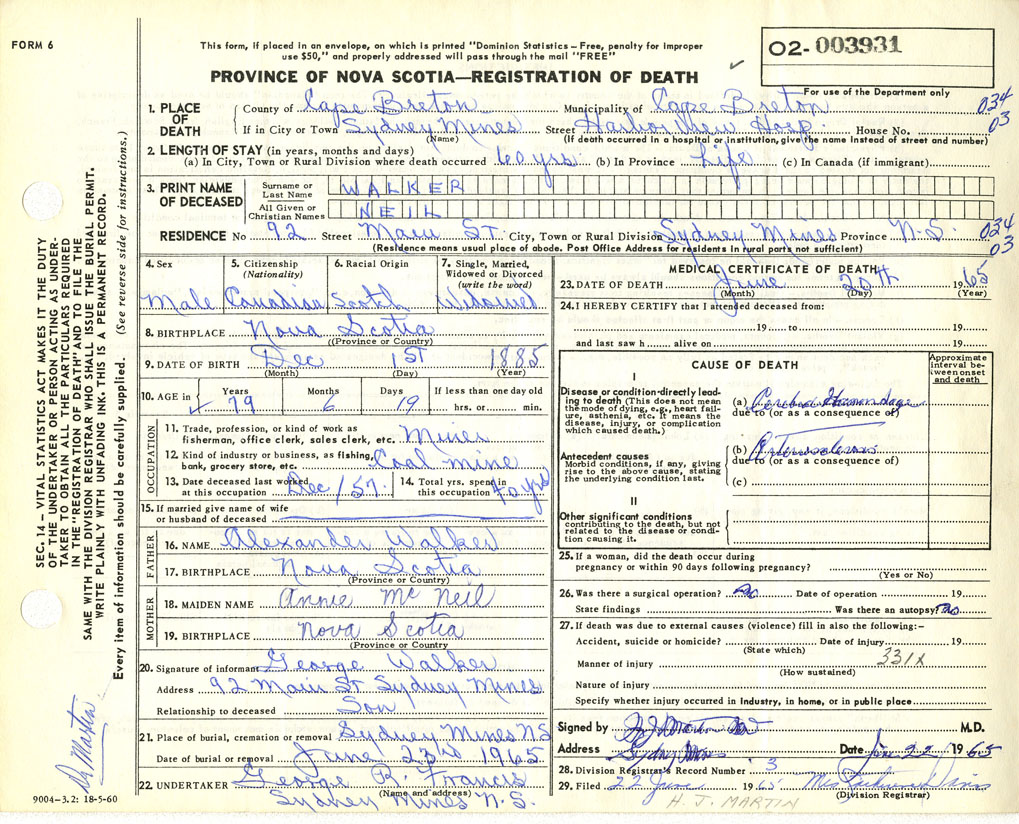 FORM 6
This form, if placed in an envelope, on which is printed "Dominion Statistics – Free, penalty for improper
use $50," and properly addressed will pass through the mail "FREE"
O2- 003931
PROVINCE OF NOVA SCOTIA—REGISTRATION OF DEATH
For use of the Department only
1. PLACE OF DEATH County of Cape Breton Municipality of Cape Breton 034
If in City or Town Sydney Mines Street Harbor View Hosp House No. 03
(Name) (If death occurred in a hospital or institution, give the name instead of street and number)
2. LENGTH OF STAY (in years, months and days)
(a) In City, Town or Rural Division where death occurred 60 yrs (b) In Province Life (c) In Canada (if immigrant)
3. PRINT NAME OF DECEASED Surname or Last Name WALKER
All Given or Christian Names NEIL
RESIDENCE No 92 Street Main ST. City, Town or Rural Division Sydney Mines Province N.S. 034
(Residence means usual place of abode. Post Office Address for residents in rural parts not sufficient) 03
4. Sex Male
5. Citizenship (Nationality) Canadian
6. Racial Origin Scotch
7. Single, Married, Widowed or Divorced (write the word) Widowed
8. BIRTHPLACE Nova Scotia
(Province or Country)
9. DATE OF BIRTH Dec 1st 1885
(Month) (Day) (Year)
10. AGE in Years 79 Months 6 Days 19 If less than one day old hrs. or min.
OCCUPATION
11. Trade, profession or kind of work as
fisherman, office clerk, sales clerk, etc. Miner
12. Kind of industry or business, as fishing,
bank, grocery store, etc. Coal mine
13. Date deceased last worked at this occupation Dec/57 14. Total yrs. spent in this occupation 40 yrs
15. If married give name of wife
or husband of deceased
FATHER
16. NAME Alexander Walker
17. BIRTHPLACE Nova Scotia
(Province or Country)
MOTHER
18. MAIDEN NAME Annie McNeil
19. BIRTHPLACE Nova Scotia
(Province or Country
20. Signature of informant George Walker
Address 92 Main ST Sydney Mines
Relationship to deceased Son
21. Place of burial, cremation or removal Sydney Mines NS
Date of burial or removal June 23rd 1965
22. UNDERTAKER George R. Francis
(Name and address)
Sydney Mines N.S.
MEDICAL CERTIFICATE OF DEATH
23. DATE OF DEATH June 20th 1965
(Month) (Day) (Year)
24. I HEREBY CERTIFY that I attended deceased from:
19 to 19
and last saw h alive on 19
CAUSE OF DEATH
Approximate interval between onset and death
I
Disease or condition directly leading to death (This does not mean
the mode of dying, e.g., heart failure, asthenia, etc. It means the
disease, injury, or complication
which caused death.)
(a) Cerebral Haemorrhage
due to (or as a consequence of)
Antecedent causes
Morbid conditions, if any, giving
rise to the above cause, stating
the underlying condition last.
(b) Arteriosclerosis
due to (or as a consequence of)
(c)
II
Other significant conditions
contributing to the death, but not
related to the disease or condition causing it.
25. If a woman, did the death occur during
pregnancy or within 90 days following pregnancy?
(Yes or No)
26. Was there a surgical operation? no Date of operation 19
State findings Was there an autopsy? no
27. If death was due to external causes (violence) fill in also the following:–
Accident, suicide or homicide? Date of injury 19
(State which)
331X
Manner of injury
(How sustained)
Nature of injury
Specify whether injury occurred in industry, in home, or in public place
Signed by H J Martin M.D.
Address Sydney Mines Date June 22 1965
28. Division Registrar's Record Number 3
29. Filed 22 June 1965 Mrs
(Division Registrar)
H. J. MARTIN
SEC. 14 – VITAL STATISTICS ACT MAKES IT THE DUTY
OF THE UNDERTAKER OR PERSON ACTING AS UNDERTAKER TO OBTAIN ALL THE PARTICULARS REQUIRED
IN THE "REGISTRATION OF DEATH" AND TO FILE THE
SAME WITH THE DIVISION REGISTRAR WHO SHALL ISSUE THE BURIAL PERMIT.
WRITE PLAINLY WITH UNFADING INK. THIS IS A PERMANENT RECORD.
Every item of information should be carefully supplied. (See reverse side for instructions.)
Dr Martin
9004–3.2: 18-5-60